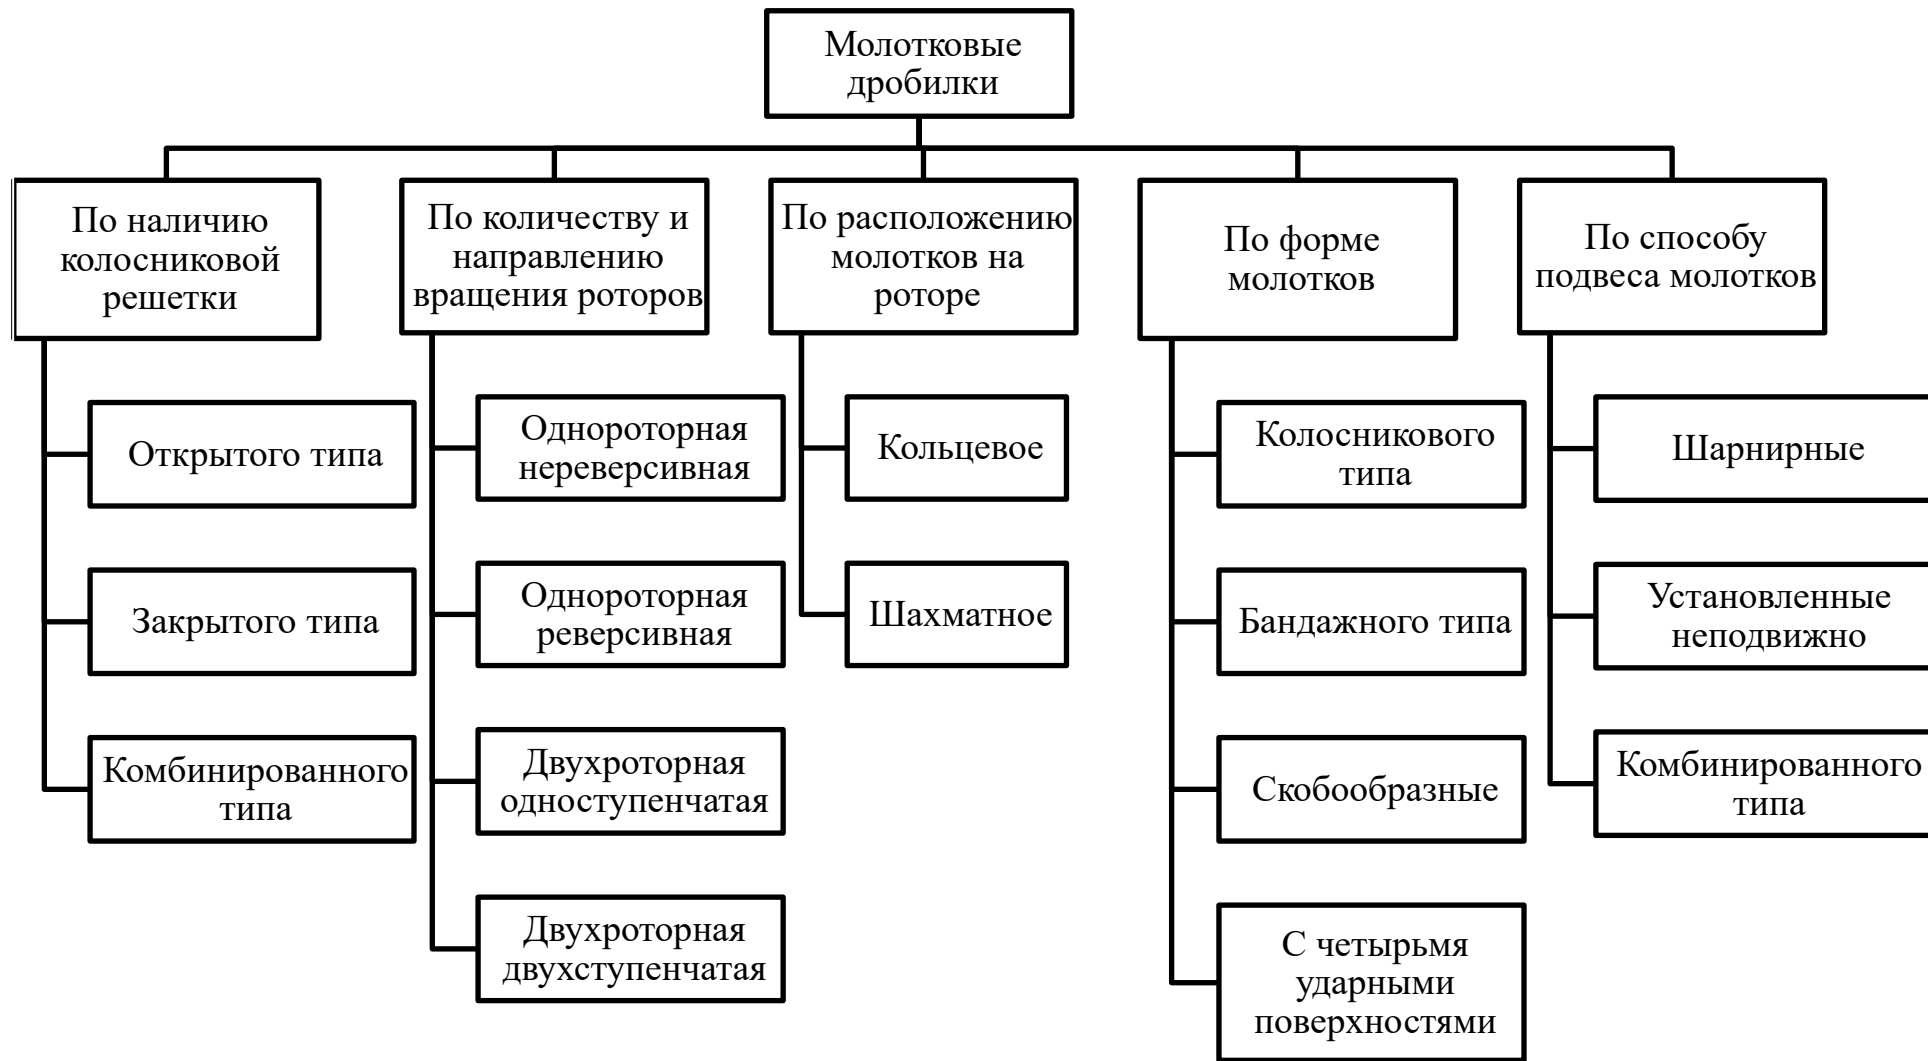 Молотковые
дробилки
По наличию
колосниковой
решетки
Открытого типа
Закрытого типа
Комбинированного
типа
По количеству и
направлению
вращения роторов
Однороторная
нереверсивная
Однороторная
реверсивная
Двухроторная
одноступенчатая
Двухроторная
двухступенчатая
По расположению
молотков на
роторе
Кольцевое
Шахматное
По форме
молотков
Колосникового
типа
Бандажного типа
Скобообразные
С четырьмя
ударными
поверхностями
По способу
подвеса молотков
Шарнирные
Установленные
неподвижно
Комбинированного
типа